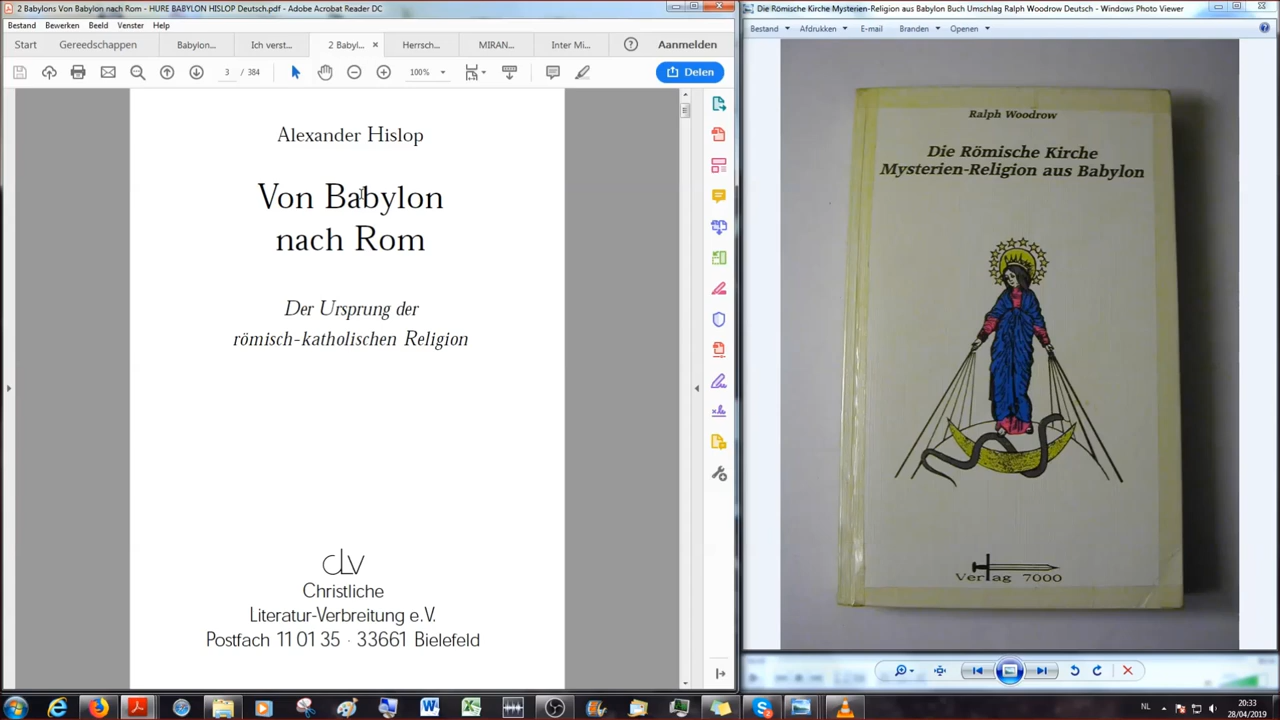 2 Babylons Von Babylon nach Rom - HURE BABYLON HISLOP Deutsch.pdf - Adobe Acrobat Reader DC
Bestand Bewerken Beeld Venster Help
Start Gereedschappen Babylon... Ich verst... 2 Babyl... Herrsch... MIRAN... Inter Mi... Aanmelden
3 / 384 100% Delen
Alexander Hislop
Von Babylon
nach Rom
Der Ursprung der
römisch-katholischen Religion
clv
Christliche
Literatur-Verbreitung e.V.
Postfach 11 01 35 · 33661 Bielefeld
Die Römische Kirche Mysterien-Religion aus Babylon Buch Umschlag Ralph Woodrow Deutsch - Windows Photo Viewer
Bestand Afdrukken E-mail Branden Openen
Ralph Woodrow
Die Römische Kirche
Mysterien-Religion aus Babylon
Verlag 7000
NL 20:33
28/04/2019